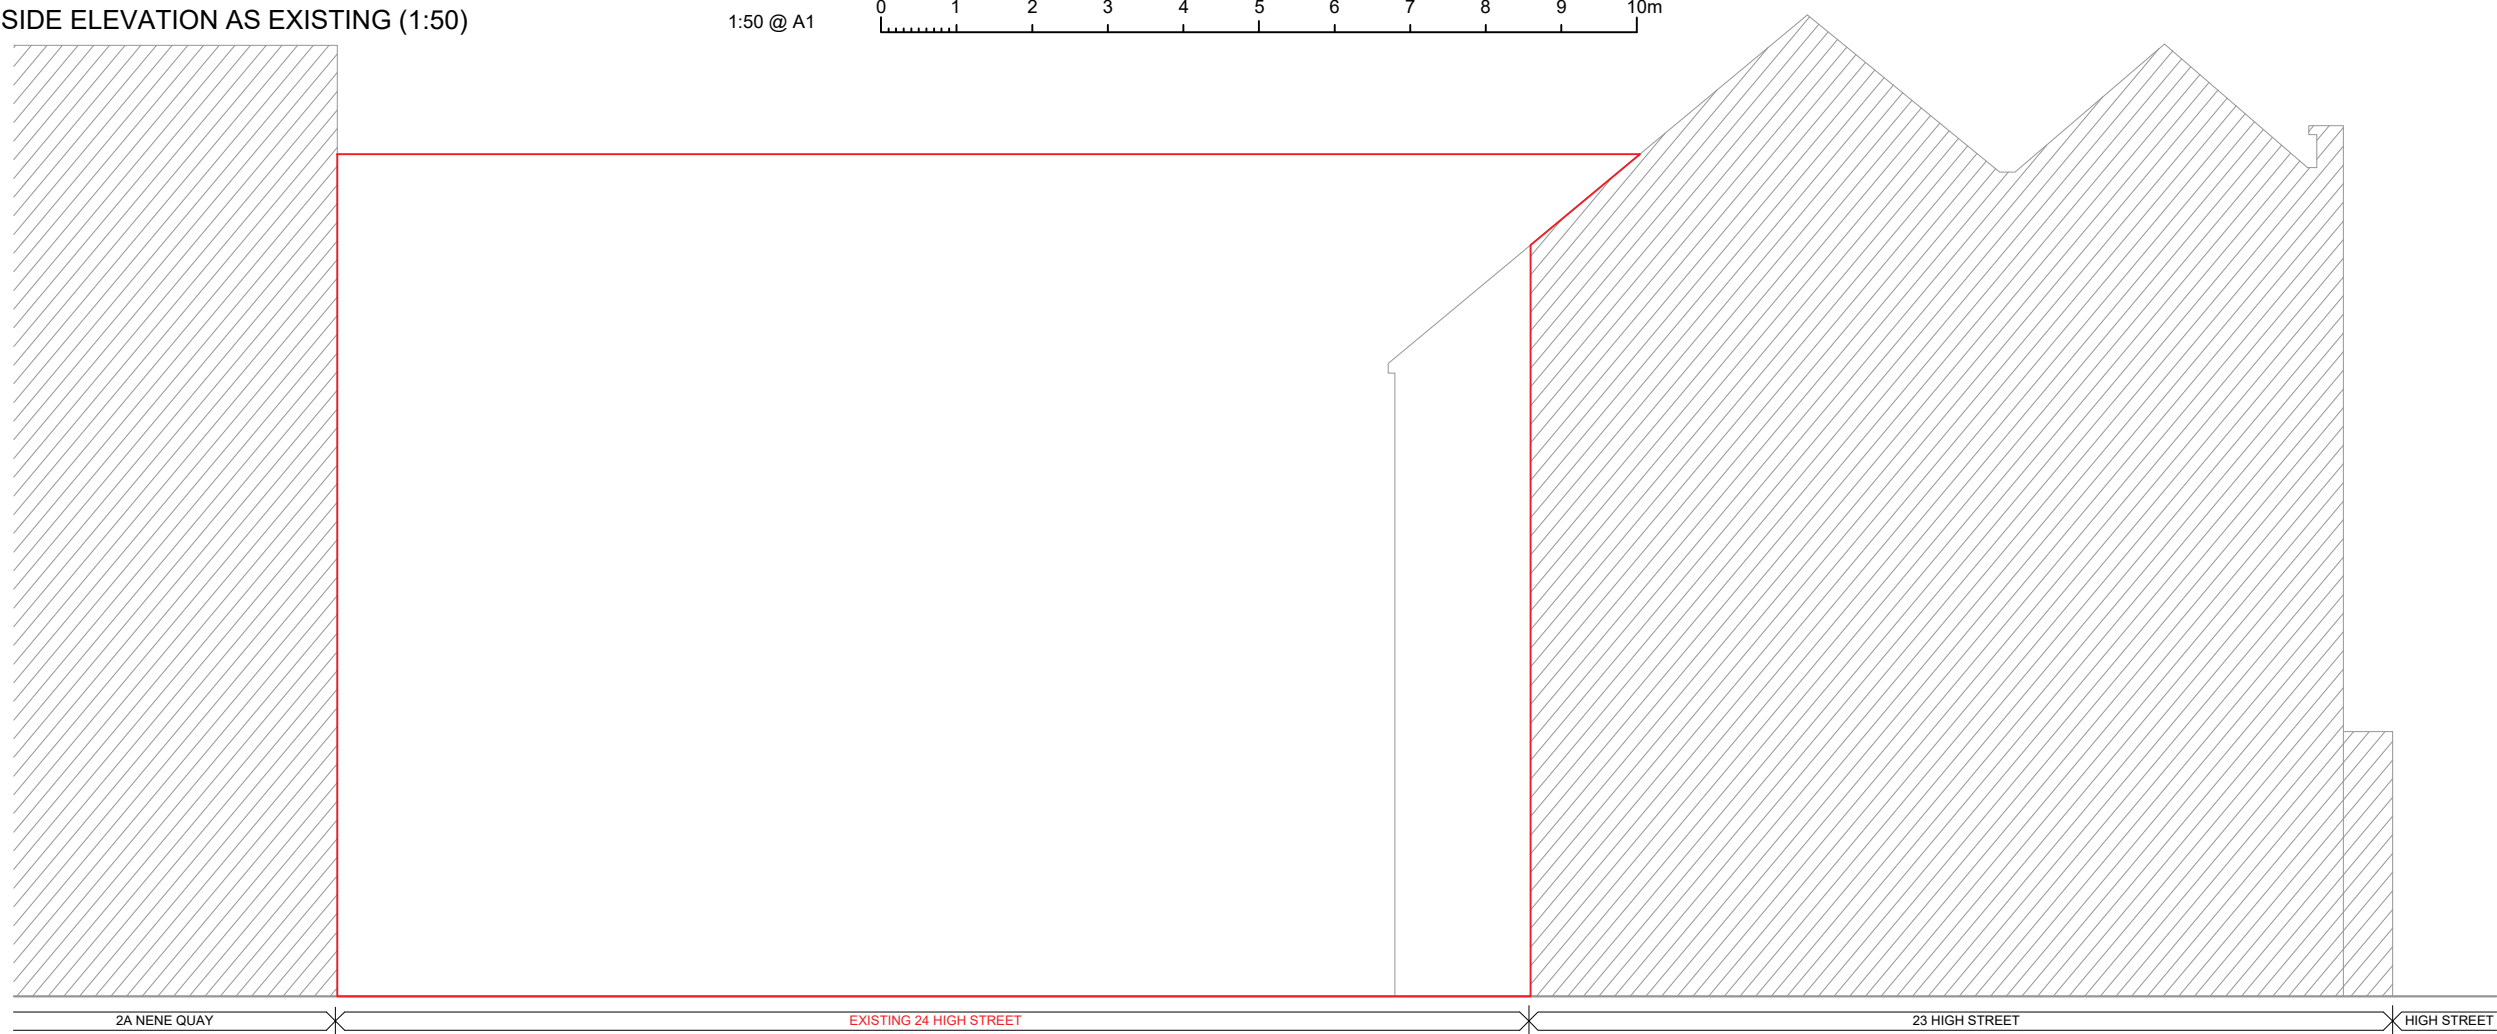 SIDE ELEVATION AS EXISTING (1:50)
1:50 @ A1
0 1 2 3 4 5 6 7 8 9 10m
2A NENE QUAY
EXISTING 24 HIGH STREET
23 HIGH STREET
HIGH STREET